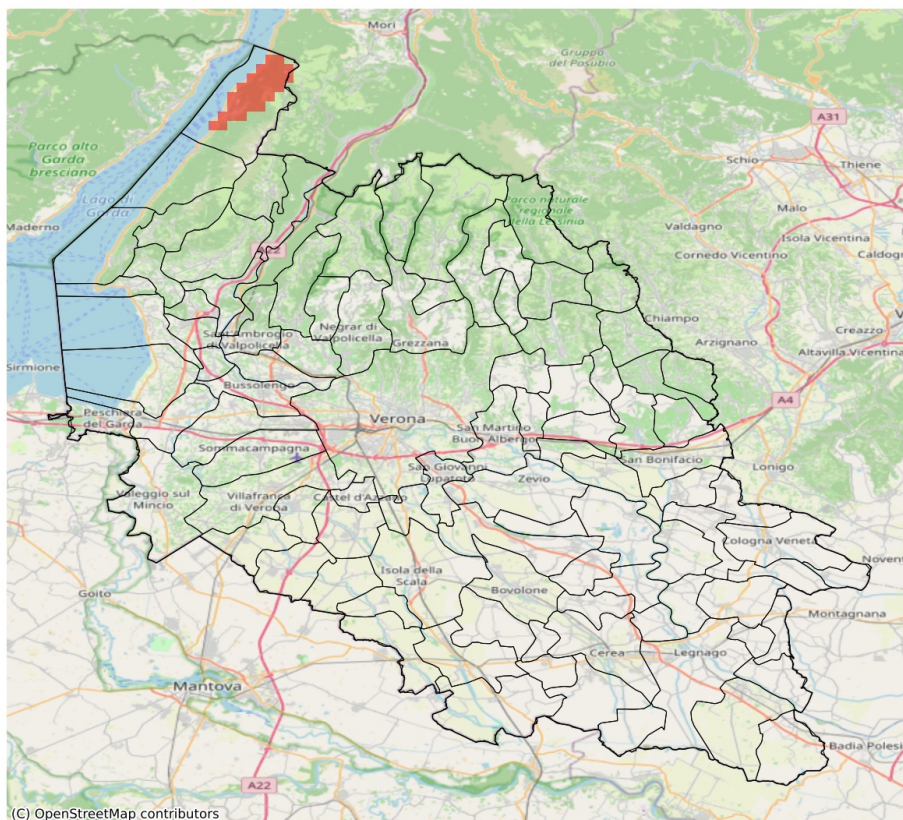 Mori
Gruppo
del Pasubio
A31
Parco alto
Garda
bresciano
Schio
Thiene
Lago di
Garda
Parco naturale
regionale
della Lessinia
Malo
Maderno
Valdagno
Isola Vicentina
Caldogn
A22
Cornedo Vicentino
Chiampo
Sant'Ambrogio
di Valpolicella
Negrar di
Valpolicella
Grezzana
Arzignano
Creazzo
Altavilla Vicentina
Sirmione
Bussolengo
A4
Peschiera
del Garda
Verona
San Martino
Buon Albergo
Sommacampagna
San Giovanni
Lupatoto
Zevio
San Bonifacio
Lonigo
Valeggio sul
Mincio
Villafranca
di Verona
Castel d'Azzano
Cologna Veneta
Isola della
Scala
Bovolone
Goito
Montagnana
Cerea
Legnago
Mantova
Badia Polesi
A22
(C) OpenStreetMap contributors